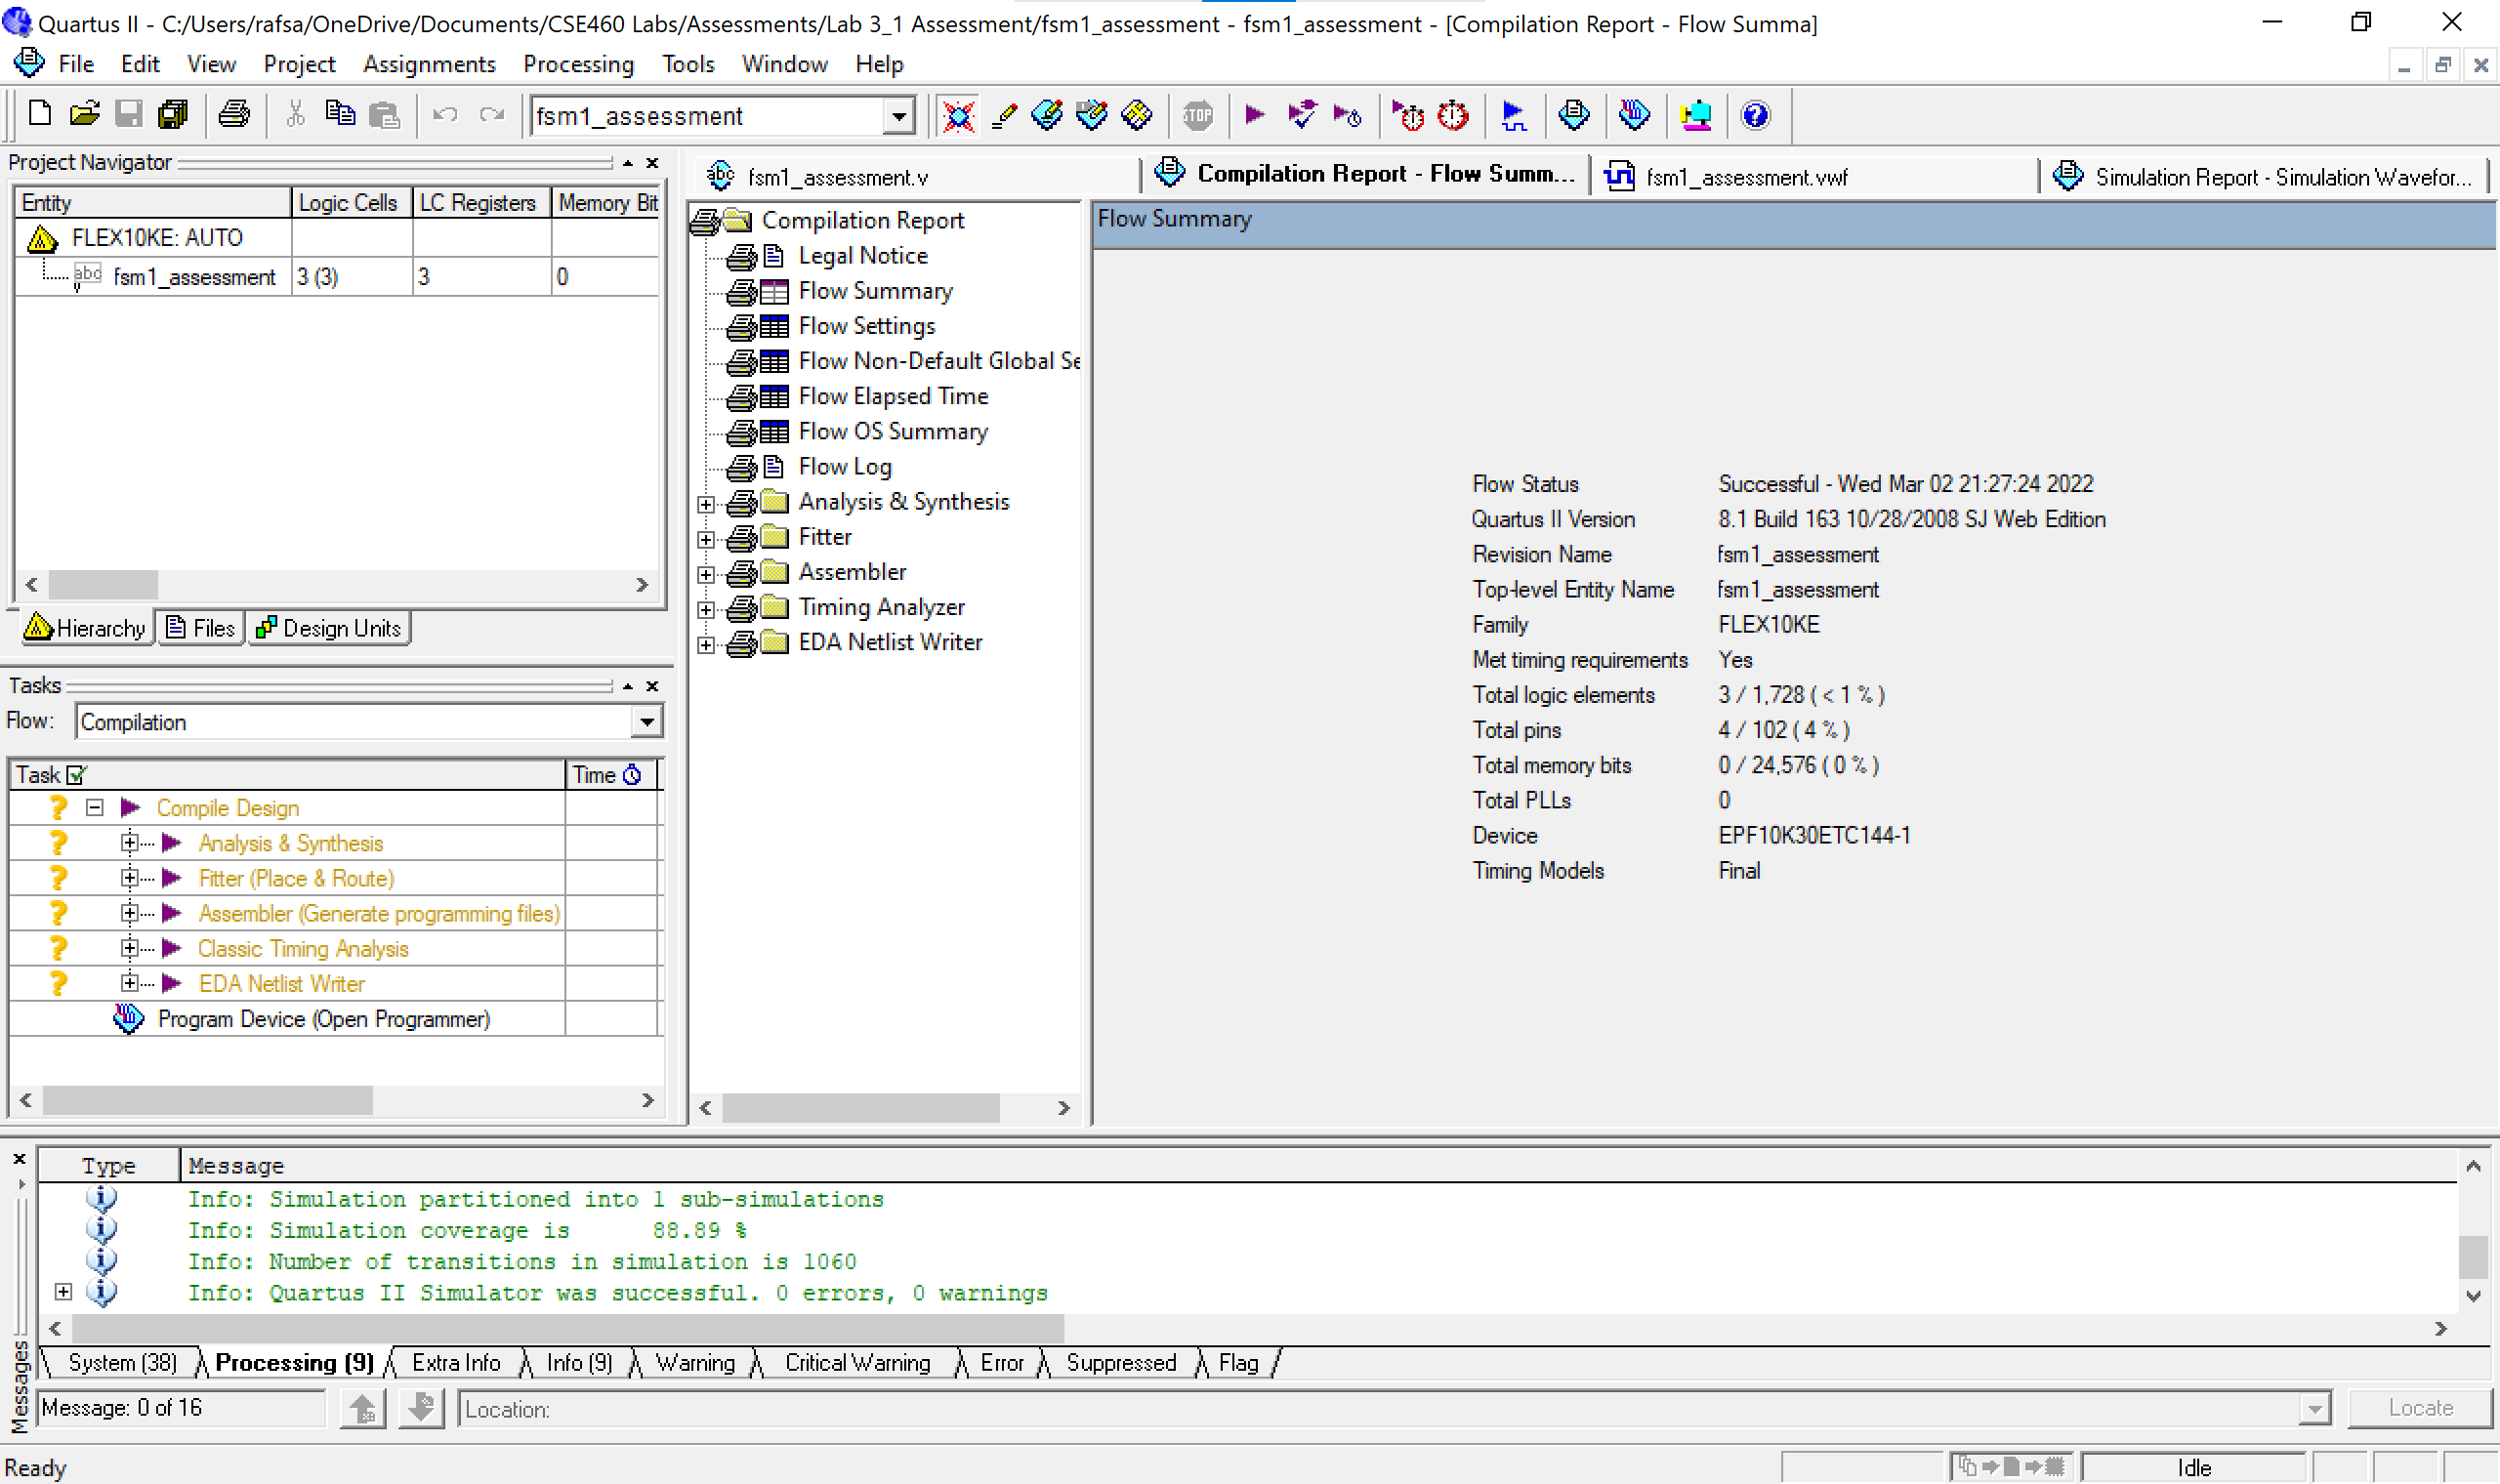 Quartus II - C:/Users/rafsa/OneDrive/Documents/CSE460 Labs/Assessments/Lab 3_1 Assessment/fsm1_assessment - fsm1_assessment - [Compilation Report - Flow Summa]
File Edit View Project Assignments Processing Tools Window Help
fsm1_assessment
STOP
Project Navigator
Entity Logic Cells LC Registers Memory Bit
FLEX10KE: AUTO
abc fsm1_assessment 3 (3) 3 0
Hierarchy Files Design Units
Tasks
Flow: Compilation
Task Time
Compile Design
Analysis & Synthesis
Fitter (Place & Route)
Assembler (Generate programming files)
Classic Timing Analysis
EDA Netlist Writer
Program Device (Open Programmer)
abc fsm1_assessment.v
Compilation Report - Flow Summ...
fsm1_assessment.vwf
Simulation Report - Simulation Wavefor...
Compilation Report
Legal Notice
Flow Summary
Flow Settings
Flow Non-Default Global Se
Flow Elapsed Time
Flow OS Summary
Flow Log
Analysis & Synthesis
Fitter
Assembler
Timing Analyzer
EDA Netlist Writer
Flow Summary
Flow Status Successful - Wed Mar 02 21:27:24 2022
Quartus II Version 8.1 Build 163 10/28/2008 SJ Web Edition
Revision Name fsm1_assessment
Top-level Entity Name fsm1_assessment
Family FLEX10KE
Met timing requirements Yes
Total logic elements 3 / 1,728 ( < 1 % )
Total pins 4 / 102 ( 4 % )
Total memory bits 0 / 24,576 ( 0 % )
Total PLLs 0
Device EPF10K30ETC144-1
Timing Models Final
Type Message
Info: Simulation partitioned into 1 sub-simulations
Info: Simulation coverage is 88.89 %
Info: Number of transitions in simulation is 1060
Info: Quartus II Simulator was successful. 0 errors, 0 warnings
System (38) Processing (9) Extra Info Info (9) Warning Critical Warning Error Suppressed Flag
Messages
Message: 0 of 16 Location: Locate
Ready Idle